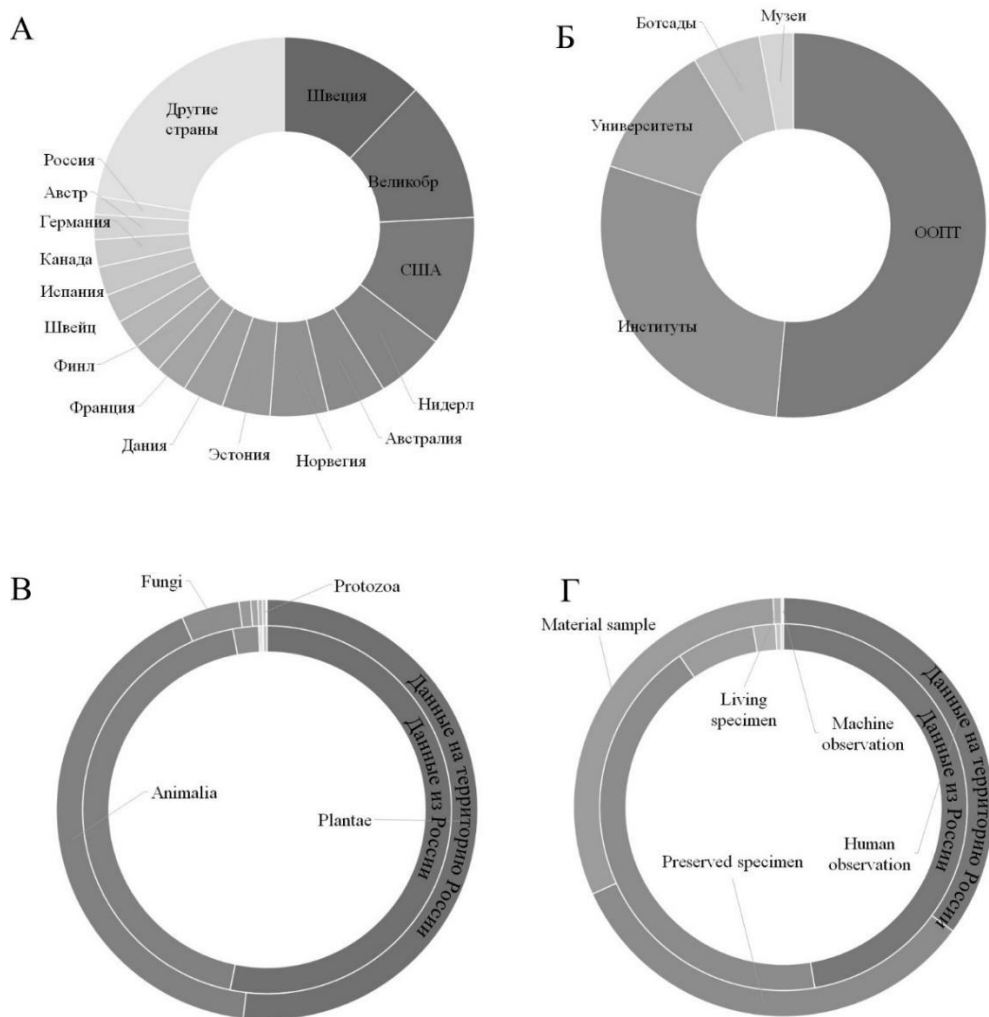 А
Швеция
Великобр
США
Нидерл
Австралия
Норвегия
Эстония
Дания
Франция
Финл
Швейц
Испания
Канада
Германия
Австр
Россия
Другие
страны
Б
Ботсады
Музеи
Университеты
Институты
ООПТ
В
Fungi
Protozoa
Animalia
Plantae
Данные из России
Данные на территорию России
Г
Material sample
Living
specimen
Machine
observation
Preserved specimen
Human
observation
Данные из России
Данные на территорию России